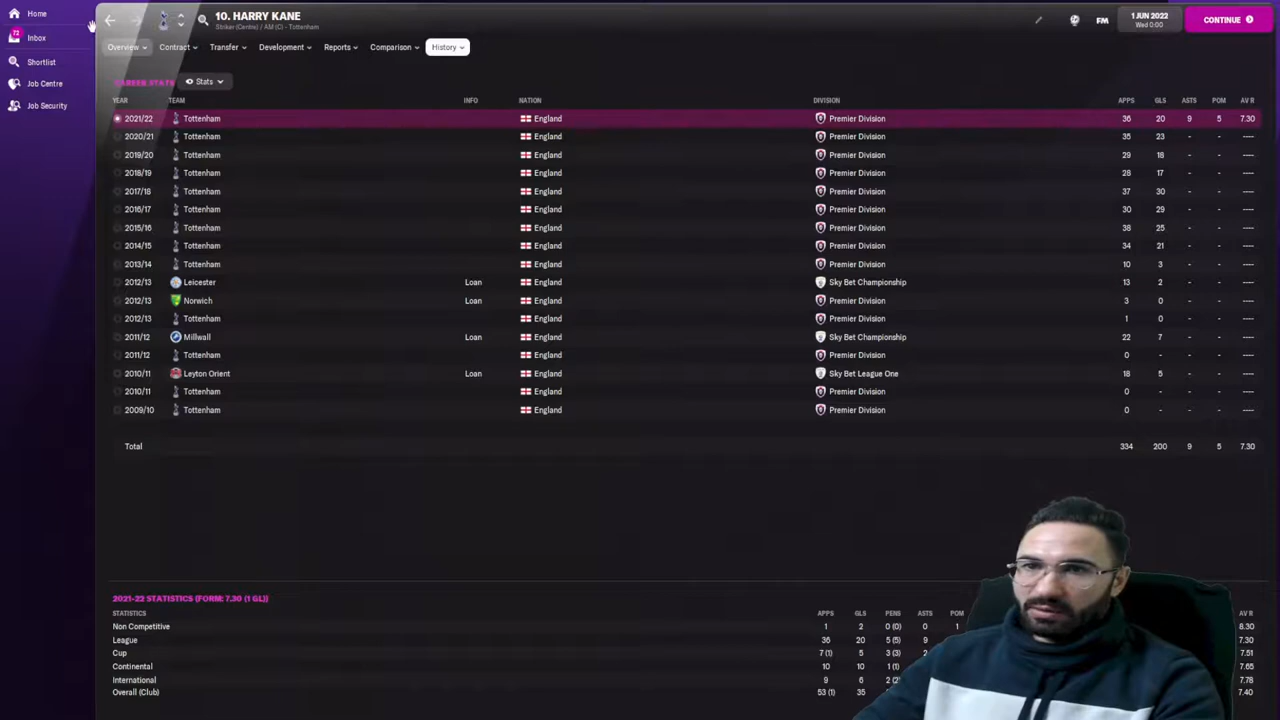 Home
10. HARRY KANE
Striker (Centre) / AM (C) - Tottenham
FM
1 JUN 2022
Wed 0:00
CONTINUE
72
Inbox
Overview
Contract
Transfer
Development
Reports
Comparison
History
Shortlist
Job Centre
Job Security
CAREER STATS
Stats
YEAR TEAM INFO NATION DIVISION APPS GLS ASTS POM AV R
2021/22 Tottenham England Premier Division 36 20 9 5 7.30
2020/21 Tottenham England Premier Division 35 23 - - ----
2019/20 Tottenham England Premier Division 29 18 - - ----
2018/19 Tottenham England Premier Division 28 17 - - ----
2017/18 Tottenham England Premier Division 37 30 - - ----
2016/17 Tottenham England Premier Division 30 29 - - ----
2015/16 Tottenham England Premier Division 38 25 - - ----
2014/15 Tottenham England Premier Division 34 21 - - ----
2013/14 Tottenham England Premier Division 10 3 - - ----
2012/13 Leicester Loan England Sky Bet Championship 13 2 - - ----
2012/13 Norwich Loan England Premier Division 3 0 - - ----
2012/13 Tottenham England Premier Division 1 0 - - ----
2011/12 Millwall Loan England Sky Bet Championship 22 7 - - ----
2011/12 Tottenham England Premier Division 0 - - - ----
2010/11 Leyton Orient Loan England Sky Bet League One 18 5 - - ----
2010/11 Tottenham England Premier Division 0 - - - ----
2009/10 Tottenham England Premier Division 0 - - - ----
Total 334 200 9 5 7.30
2021-22 STATISTICS (FORM: 7.30 (1 GL))
STATISTICS APPS GLS PENS ASTS POM AV R
Non Competitive 1 2 0 (0) 0 1 8.30
League 36 20 5 (5) 9 7.30
Cup 7 (1) 5 3 (3) 2 7.51
Continental 10 10 1 (1) 7.65
International 9 6 2 (2 7.78
Overall (Club) 53 (1) 35 7.40